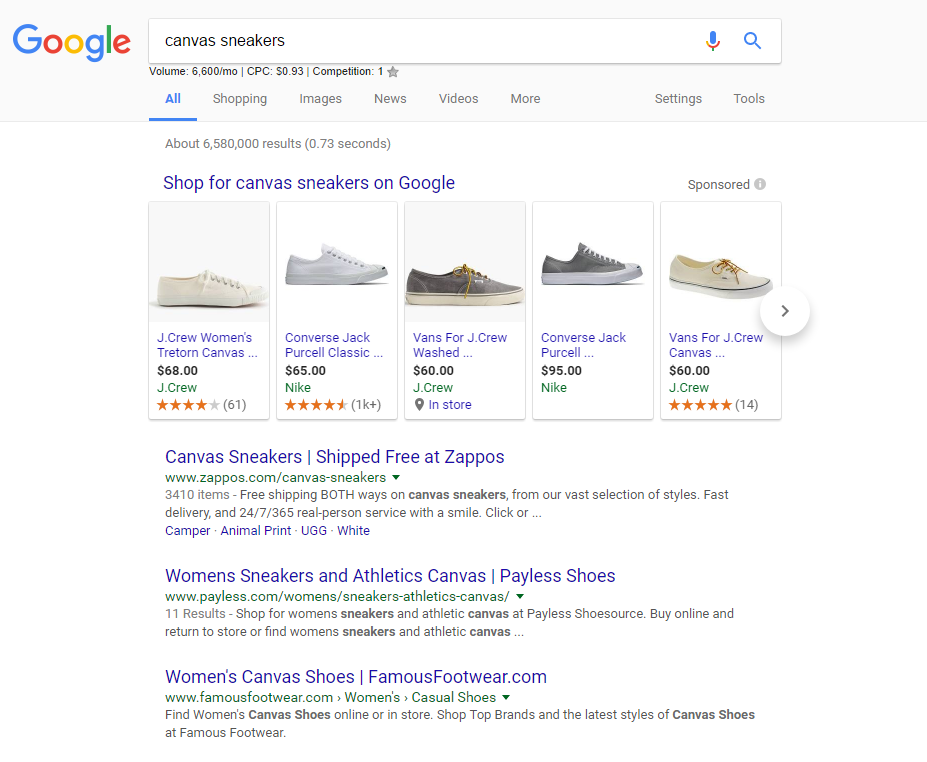 Google
canvas sneakers
Volume: 6,600/mo | CPC: $0.93 | Competition: 1
All Shopping Images News Videos More Settings Tools
About 6,580,000 results (0.73 seconds)
Shop for canvas sneakers on Google
Sponsored
J.Crew Women's
Tretorn Canvas ...
$68.00
J.Crew
(61)
Converse Jack
Purcell Classic ...
$65.00
Nike
(1k+)
Vans For J.Crew
Washed ...
$60.00
J.Crew
In store
Converse Jack
Purcell ...
$95.00
Nike
Vans For J.Crew
Canvas ...
$60.00
J.Crew
(14)
Canvas Sneakers | Shipped Free at Zappos
www.zappos.com/canvas-sneakers
3410 items - Free shipping BOTH ways on canvas sneakers, from our vast selection of styles. Fast
delivery, and 24/7/365 real-person service with a smile. Click or ...
Camper · Animal Print · UGG · White
Womens Sneakers and Athletics Canvas | Payless Shoes
www.payless.com/womens/sneakers-athletics-canvas/
11 Results - Shop for womens sneakers and athletic canvas at Payless Shoesource. Buy online and
return to store or find womens sneakers and athletic canvas ...
Women's Canvas Shoes | FamousFootwear.com
www.famousfootwear.com › Women's › Casual Shoes
Find Women's Canvas Shoes online or in store. Shop Top Brands and the latest styles of Canvas Shoes
at Famous Footwear.